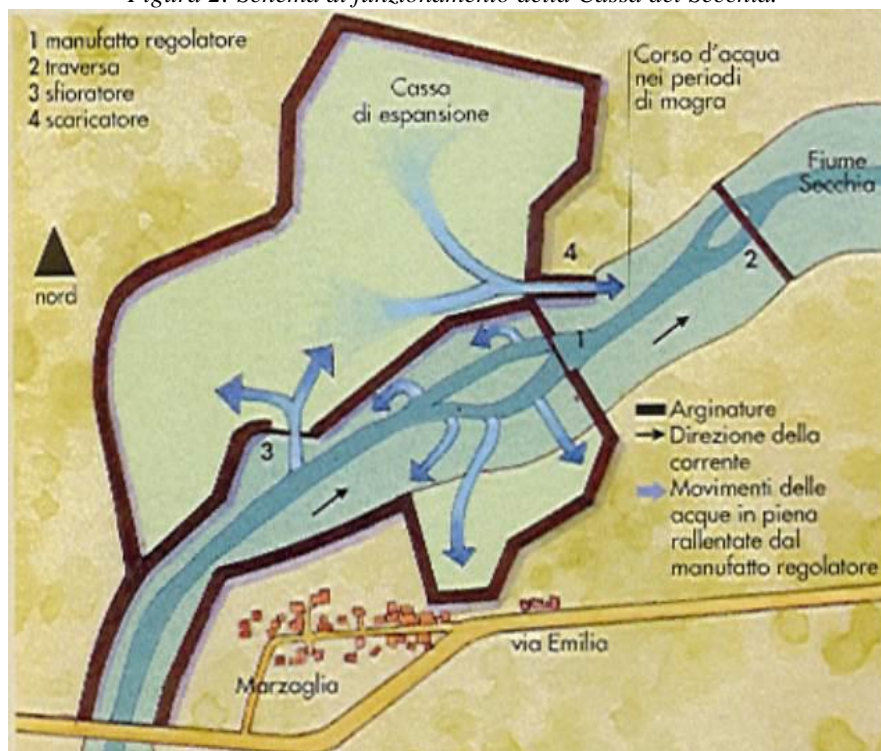 Figura 2: Schema di funzionamento della Cassa del Secchia.
1 manufatto regolatore
2 traversa
3 sfioratore
4 scaricatore
Cassa
di espansione
Corso d'acqua
nei periodi
di magra
Fiume
Secchia
nord
4
2
1
3
Arginature
Direzione della
corrente
Movimenti delle
acque in piena
rallentate dal
manufatto regolatore
via Emilia
Marzaglia